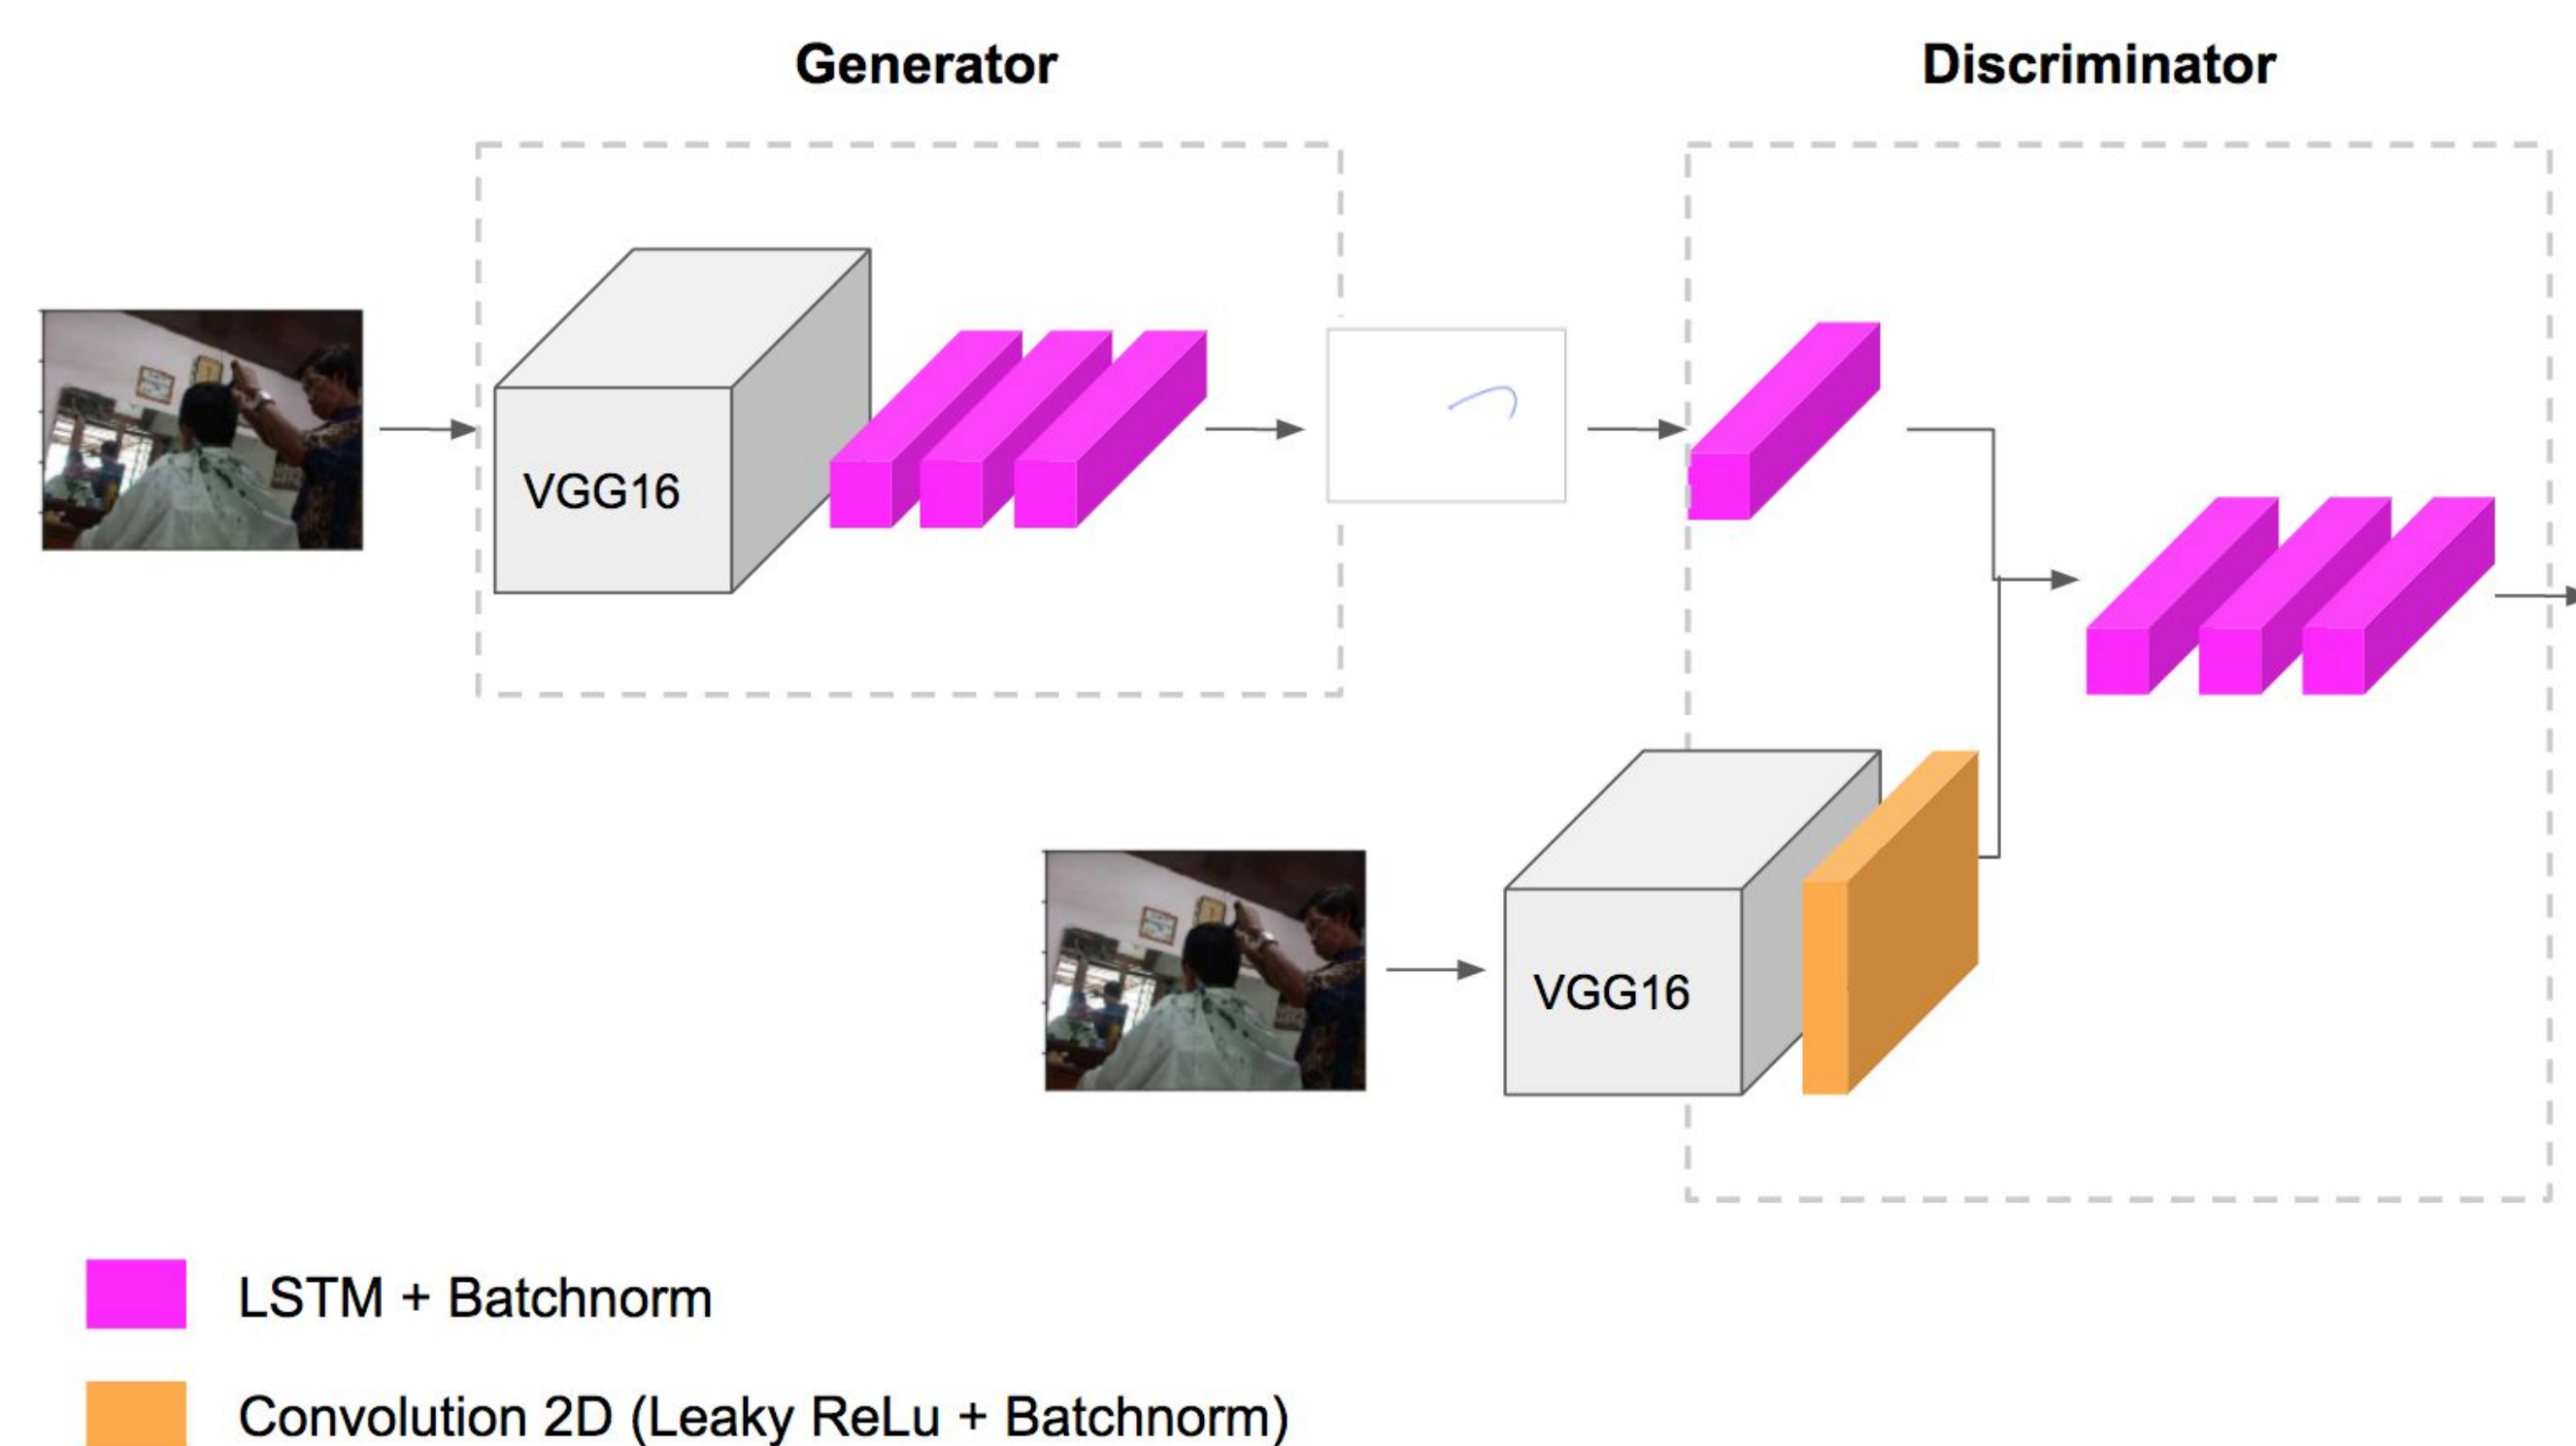 Generator
Discriminator
VGG16
VGG16
LSTM + Batchnorm
Convolution 2D (Leaky ReLu + Batchnorm)